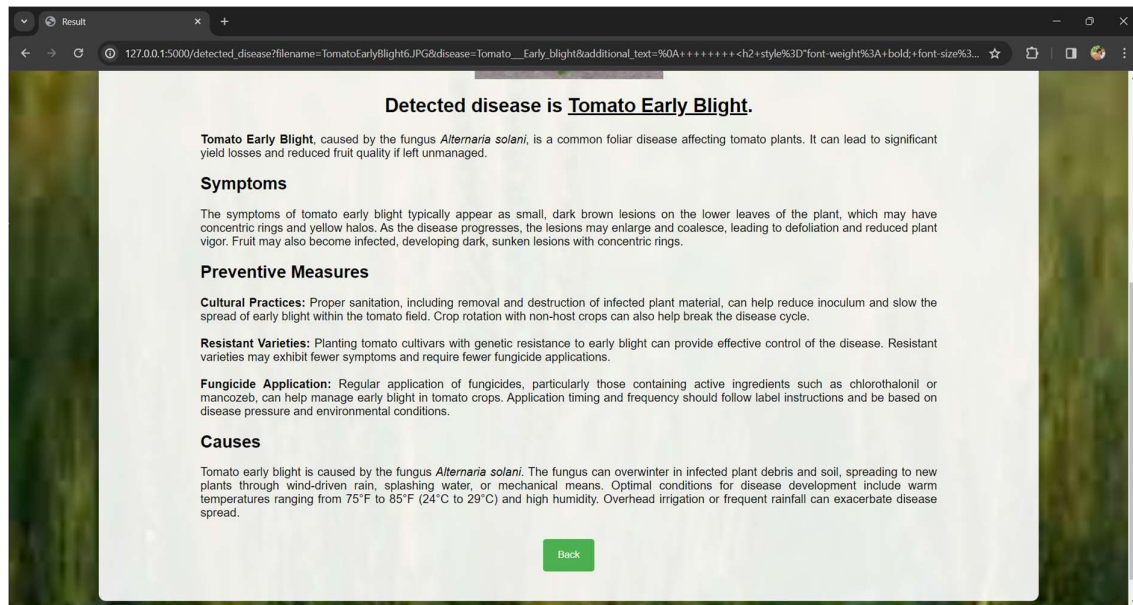 Result
127.0.0.1:5000/detected_disease?filename=TomatoEarlyBlight6.JPG&disease=Tomato__Early_blight&additional_text=%0A++++++++<h2+style%3D"font-weight%3A+bold;+font-size%3...
Detected disease is Tomato Early Blight.
Tomato Early Blight, caused by the fungus Alternaria solani, is a common foliar disease affecting tomato plants. It can lead to significant
yield losses and reduced fruit quality if left unmanaged.
Symptoms
The symptoms of tomato early blight typically appear as small, dark brown lesions on the lower leaves of the plant, which may have
concentric rings and yellow halos. As the disease progresses, the lesions may enlarge and coalesce, leading to defoliation and reduced plant
vigor. Fruit may also become infected, developing dark, sunken lesions with concentric rings.
Preventive Measures
Cultural Practices: Proper sanitation, including removal and destruction of infected plant material, can help reduce inoculum and slow the
spread of early blight within the tomato field. Crop rotation with non-host crops can also help break the disease cycle.
Resistant Varieties: Planting tomato cultivars with genetic resistance to early blight can provide effective control of the disease. Resistant
varieties may exhibit fewer symptoms and require fewer fungicide applications.
Fungicide Application: Regular application of fungicides, particularly those containing active ingredients such as chlorothalonil or
mancozeb, can help manage early blight in tomato crops. Application timing and frequency should follow label instructions and be based on
disease pressure and environmental conditions.
Causes
Tomato early blight is caused by the fungus Alternaria solani. The fungus can overwinter in infected plant debris and soil, spreading to new
plants through wind-driven rain, splashing water, or mechanical means. Optimal conditions for disease development include warm
temperatures ranging from 75°F to 85°F (24°C to 29°C) and high humidity. Overhead irrigation or frequent rainfall can exacerbate disease
spread.
Back